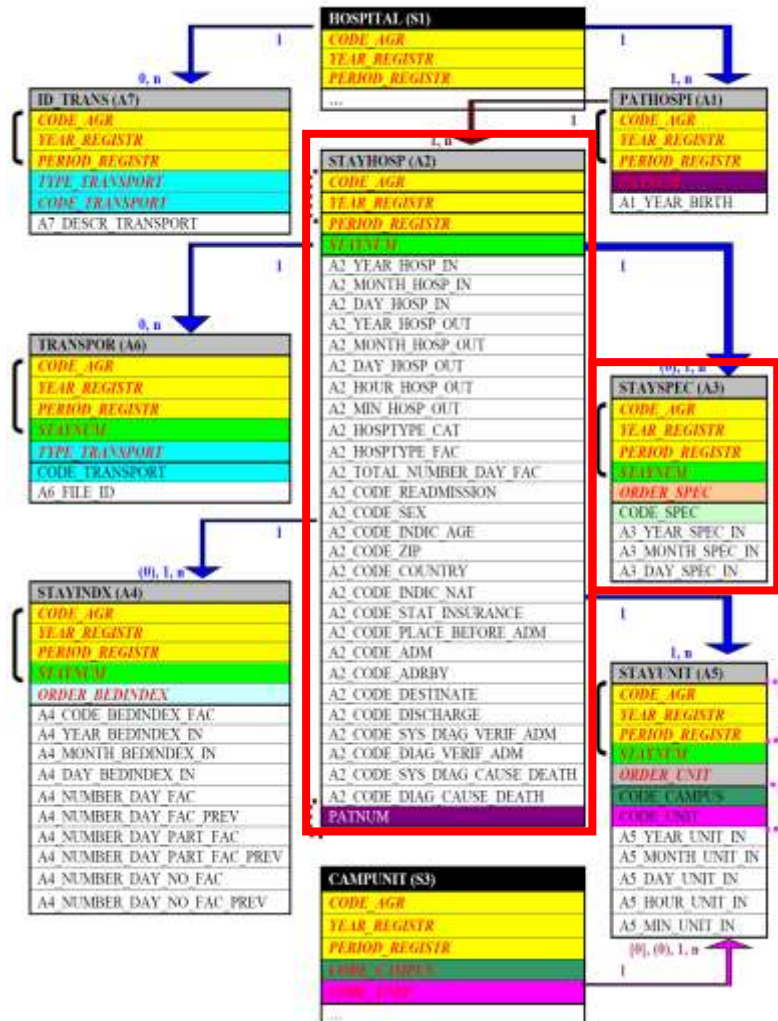 HOSPITAL (S1)
CODE_AGR
YEAR_REGISTR
PERIOD_REGISTR
...
1
1
0, n
1, n
ID_TRANS (A7)
CODE_AGR
YEAR_REGISTR
PERIOD_REGISTR
TYPE_TRANSPORT
CODE_TRANSPORT
A7_DESCR_TRANSPORT
PATHOSPI (A1)
CODE_AGR
YEAR_REGISTR
PERIOD_REGISTR
PATNUM
A1_YEAR_BIRTH
1
1, n
STAYHOSP (A2)
CODE_AGR
YEAR_REGISTR
PERIOD_REGISTR
STAYNUM
A2_YEAR_HOSP_IN
A2_MONTH_HOSP_IN
A2_DAY_HOSP_IN
A2_YEAR_HOSP_OUT
A2_MONTH_HOSP_OUT
A2_DAY_HOSP_OUT
A2_HOUR_HOSP_OUT
A2_MIN_HOSP_OUT
A2_HOSPTYPE_CAT
A2_HOSPTYPE_FAC
A2_TOTAL_NUMBER_DAY_FAC
A2_CODE_READMISSION
A2_CODE_SEX
A2_CODE_INDIC_AGE
A2_CODE_ZIP
A2_CODE_COUNTRY
A2_CODE_INDIC_NAT
A2_CODE_STAT_INSURANCE
A2_CODE_PLACE_BEFORE_ADM
A2_CODE_ADM
A2_CODE_ADRBY
A2_CODE_DESTINATE
A2_CODE_DISCHARGE
A2_CODE_SYS_DIAG_VERIF_ADM
A2_CODE_DIAG_VERIF_ADM
A2_CODE_SYS_DIAG_CAUSE_DEATH
A2_CODE_DIAG_CAUSE_DEATH
PATNUM
1
0, n
TRANSPOR (A6)
CODE_AGR
YEAR_REGISTR
PERIOD_REGISTR
STAYNUM
TYPE_TRANSPORT
CODE_TRANSPORT
A6_FILE_ID
1
(0), 1, n
STAYSPEC (A3)
CODE_AGR
YEAR_REGISTR
PERIOD_REGISTR
STAYNUM
ORDER_SPEC
CODE_SPEC
A3_YEAR_SPEC_IN
A3_MONTH_SPEC_IN
A3_DAY_SPEC_IN
1
(0), 1, n
STAYINDX (A4)
CODE_AGR
YEAR_REGISTR
PERIOD_REGISTR
STAYNUM
ORDER_BEDINDEX
A4_CODE_BEDINDEX_FAC
A4_YEAR_BEDINDEX_IN
A4_MONTH_BEDINDEX_IN
A4_DAY_BEDINDEX_IN
A4_NUMBER_DAY_FAC
A4_NUMBER_DAY_FAC_PREV
A4_NUMBER_DAY_PART_FAC
A4_NUMBER_DAY_PART_FAC_PREV
A4_NUMBER_DAY_NO_FAC
A4_NUMBER_DAY_NO_FAC_PREV
1
1, n
STAYUNIT (A5)
CODE_AGR
YEAR_REGISTR
PERIOD_REGISTR
STAYNUM
ORDER_UNIT
CODE_CAMPUS
CODE_UNIT
A5_YEAR_UNIT_IN
A5_MONTH_UNIT_IN
A5_DAY_UNIT_IN
A5_HOUR_UNIT_IN
A5_MIN_UNIT_IN
[0], (0), 1, n
1
CAMPUNIT (S3)
CODE_AGR
YEAR_REGISTR
PERIOD_REGISTR
CODE_CAMPUS
CODE_UNIT
...